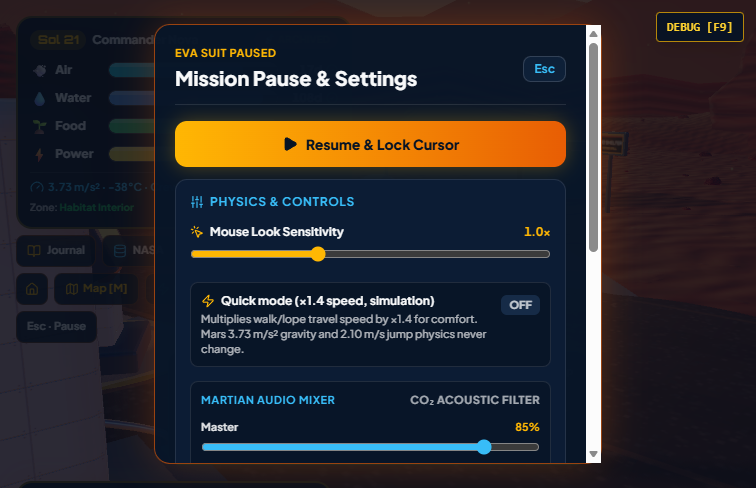 DEBUG [F9]
Sol 21 Command
Air
Water
Food
Power
3.73 m/s² · -38°C ·
Zone: Habitat Interior
Journal
NAS
Map [M]
Esc · Pause
EVA SUIT PAUSED
Mission Pause & Settings
Esc
Resume & Lock Cursor
PHYSICS & CONTROLS
Mouse Look Sensitivity
1.0×
Quick mode (×1.4 speed, simulation)
OFF
Multiplies walk/lope travel speed by ×1.4 for comfort.
Mars 3.73 m/s² gravity and 2.10 m/s jump physics never
change.
MARTIAN AUDIO MIXER
CO₂ ACOUSTIC FILTER
Master
85%